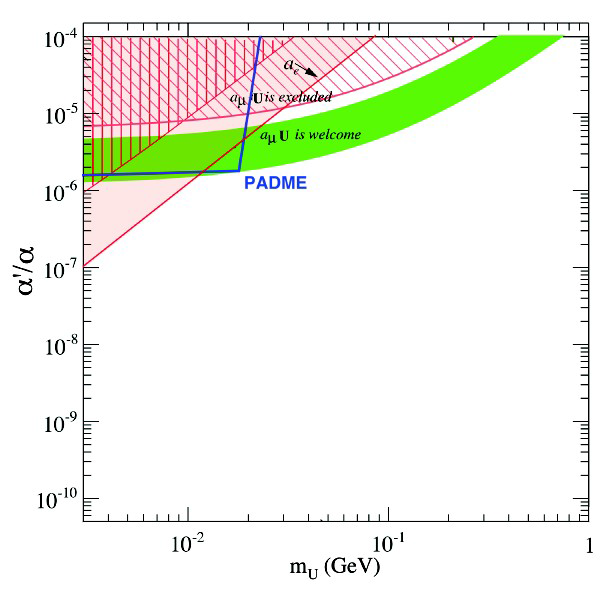 10⁻⁴
a_e
a_μ U is excluded
10⁻⁵
a_μ U is welcome
10⁻⁶
PADME
α'/α
10⁻⁷
10⁻⁸
10⁻⁹
10⁻¹⁰
10⁻² 10⁻¹ 1
m_U (GeV)